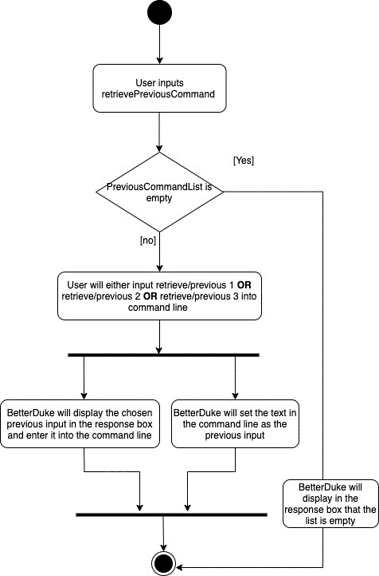 User inputs
retrievePreviousCommand
[Yes]
PreviousCommandList is
empty
[no]
User will either input retrieve/previous 1 OR
retrieve/previous 2 OR retrieve/previous 3 into
command line
BetterDuke will display the chosen
previous input in the response box
and enter it into the command line
BetterDuke will set the text in
the command line as the
previous input
BetterDuke will
display in the
response box that the
list is empty